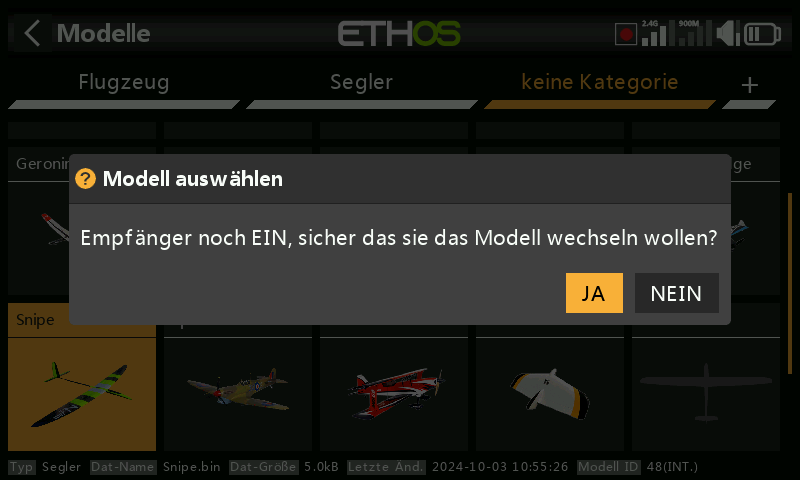 Modelle
ETHOS
2.4G 900M
Flugzeug
Segler
keine Kategorie
+
Modell auswählen
Empfänger noch EIN, sicher das sie das Modell wechseln wollen?
JA
NEIN
Snipe
Typ Segler Dat-Name Snipe.bin Dat-Größe 5.0kB Letzte Änd. 2024-10-03 10:55:26 Modell ID 48(INT.)